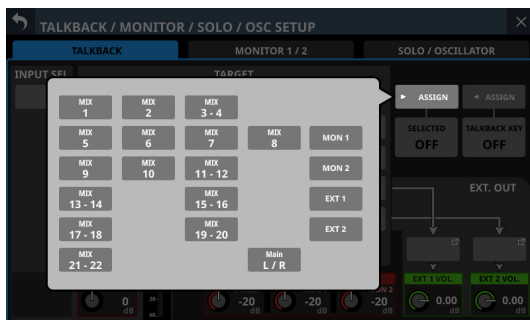 TALKBACK / MONITOR / SOLO / OSC SETUP
TALKBACK
MONITOR 1 / 2
SOLO / OSCILLATOR
INPUT SEL
TARGET
ASSIGN
ASSIGN
SELECTED
OFF
TALKBACK KEY
OFF
MIX
1
MIX
2
MIX
3 - 4
MIX
5
MIX
6
MIX
7
MIX
8
MON 1
MIX
9
MIX
10
MIX
11 - 12
MON 2
MIX
13 - 14
MIX
15 - 16
EXT 1
MIX
17 - 18
MIX
19 - 20
EXT 2
MIX
21 - 22
Main
L / R
EXT. OUT
EXT 1 VOL.
EXT 2 VOL.
0
dB
20-
-20
dB
-20
dB
-20
dB
0.00
dB
0.00
dB